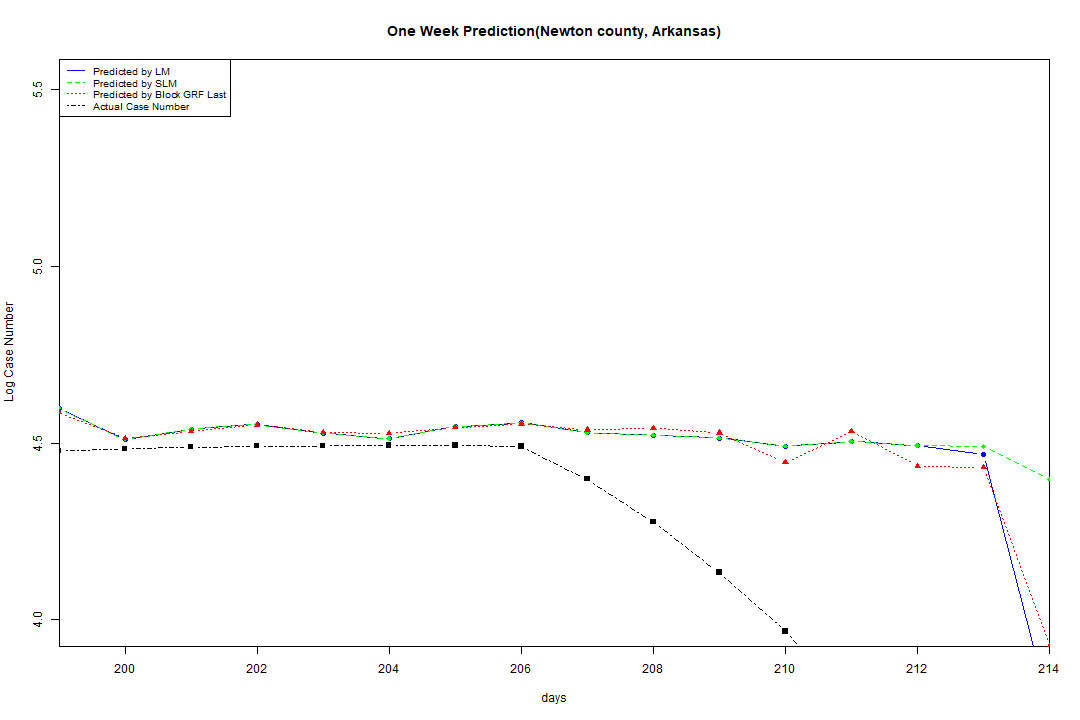 One Week Prediction(Newton county, Arkansas)
Predicted by LM
Predicted by SLM
Predicted by Block GRF Last
Actual Case Number
5.5
5.0
4.5
4.0
Log Case Number
200 202 204 206 208 210 212 214
days